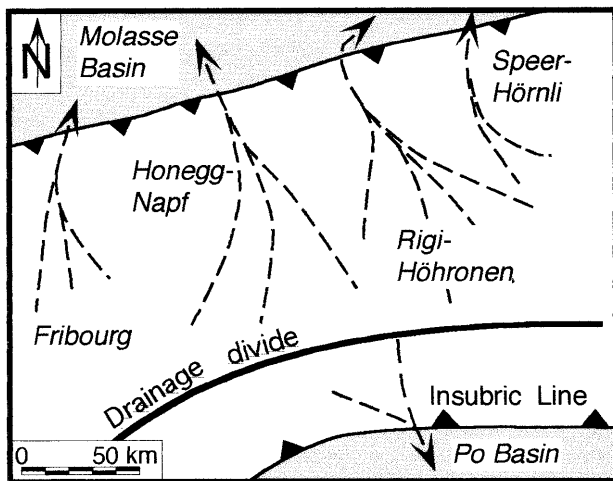 N
Molasse
Basin
Speer-
Hörnli
Honegg-
Napf
Rigi-
Höhronen
Fribourg
Drainage divide
Insubric Line
0 50 km
Po Basin